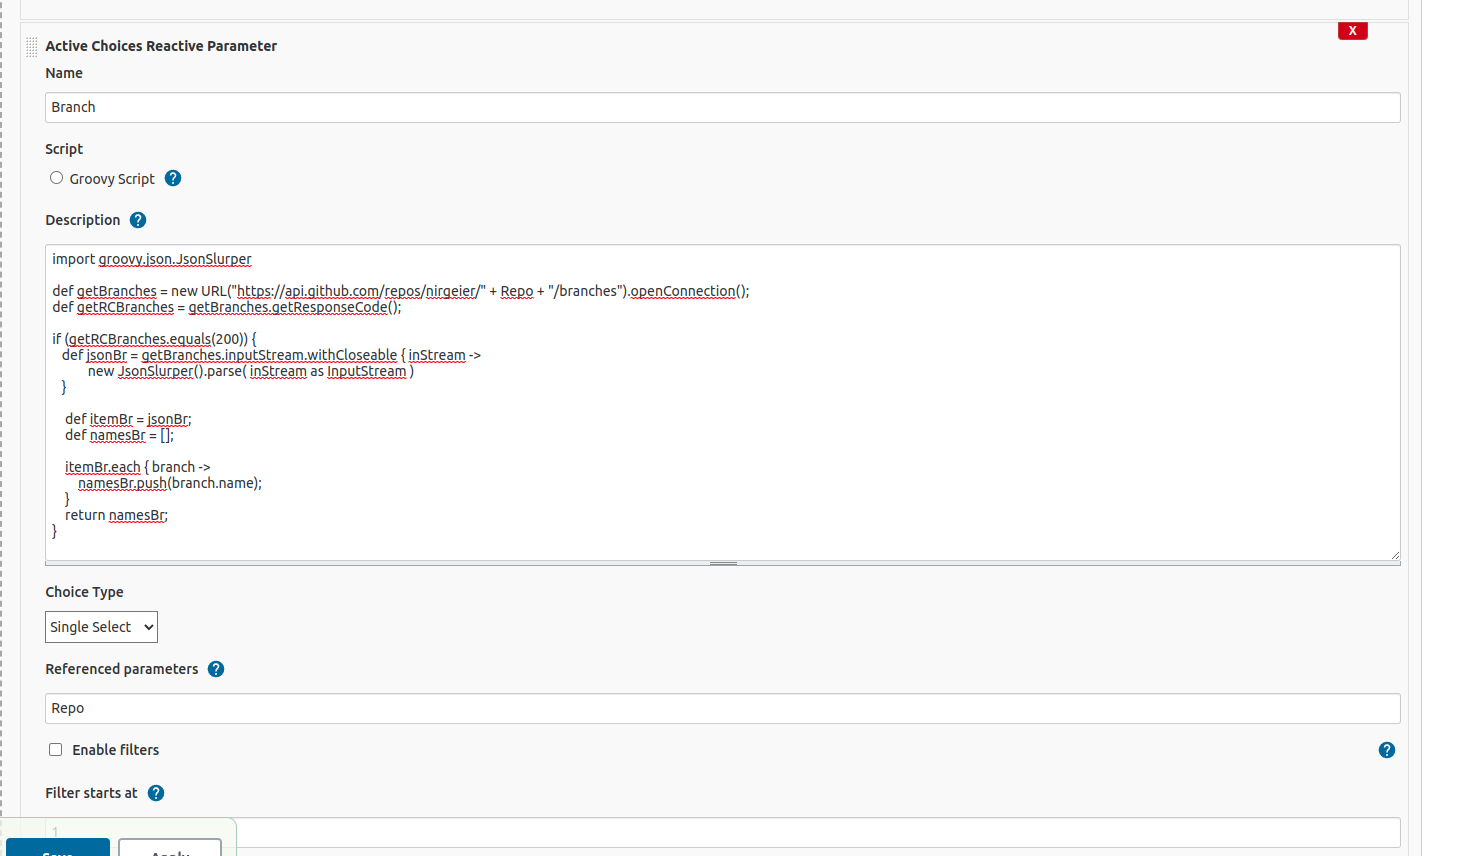 X
Active Choices Reactive Parameter
Name
Branch
Script
Groovy Script ?
Description ?
import groovy.json.JsonSlurper
def getBranches = new URL("https://api.github.com/repos/nirgeier/" + Repo + "/branches").openConnection();
def getRCBranches = getBranches.getResponseCode();
if (getRCBranches.equals(200)) {
def jsonBr = getBranches.inputStream.withCloseable { inStream ->
new JsonSlurper().parse( inStream as InputStream )
}
def itemBr = jsonBr;
def namesBr = [];
itemBr.each { branch ->
namesBr.push(branch.name);
}
return namesBr;
}
Choice Type
Single Select
Referenced parameters ?
Repo
Enable filters ?
Filter starts at ?
1
Save Apply